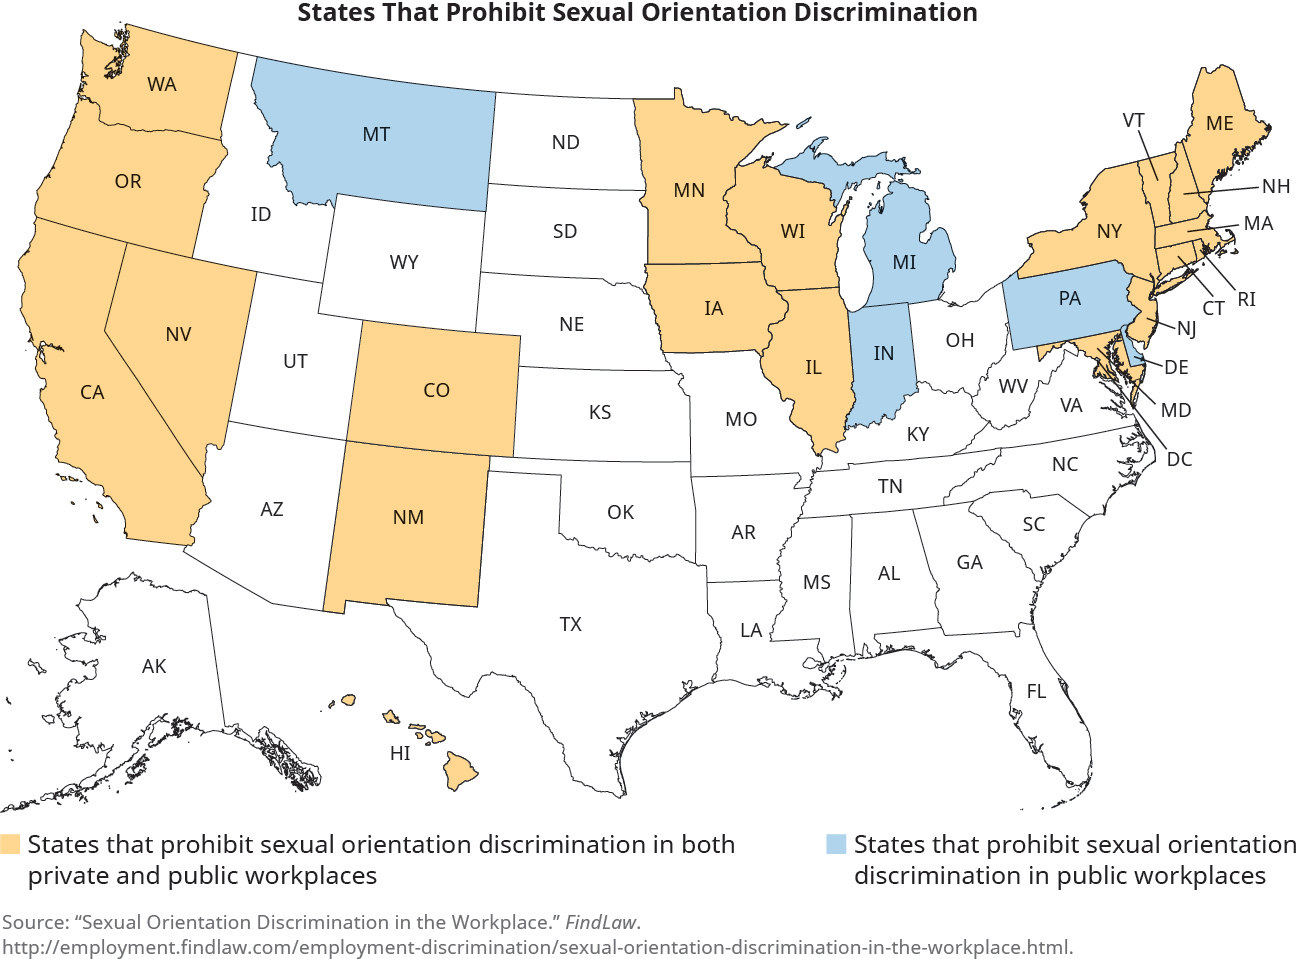 States That Prohibit Sexual Orientation Discrimination
WA
MT
ND
MN
VT
ME
OR
ID
SD
WI
NY
NH
MA
WY
MI
RI
CT
NV
NE
IA
PA
NJ
UT
CO
IL
IN
OH
DE
CA
KS
MO
WV
VA
MD
KY
DC
AZ
NM
OK
TN
NC
AR
SC
MS
AL
GA
TX
LA
AK
FL
HI
States that prohibit sexual orientation discrimination in both
private and public workplaces
States that prohibit sexual orientation
discrimination in public workplaces
Source: “Sexual Orientation Discrimination in the Workplace.” FindLaw.
http://employment.findlaw.com/employment-discrimination/sexual-orientation-discrimination-in-the-workplace.html.